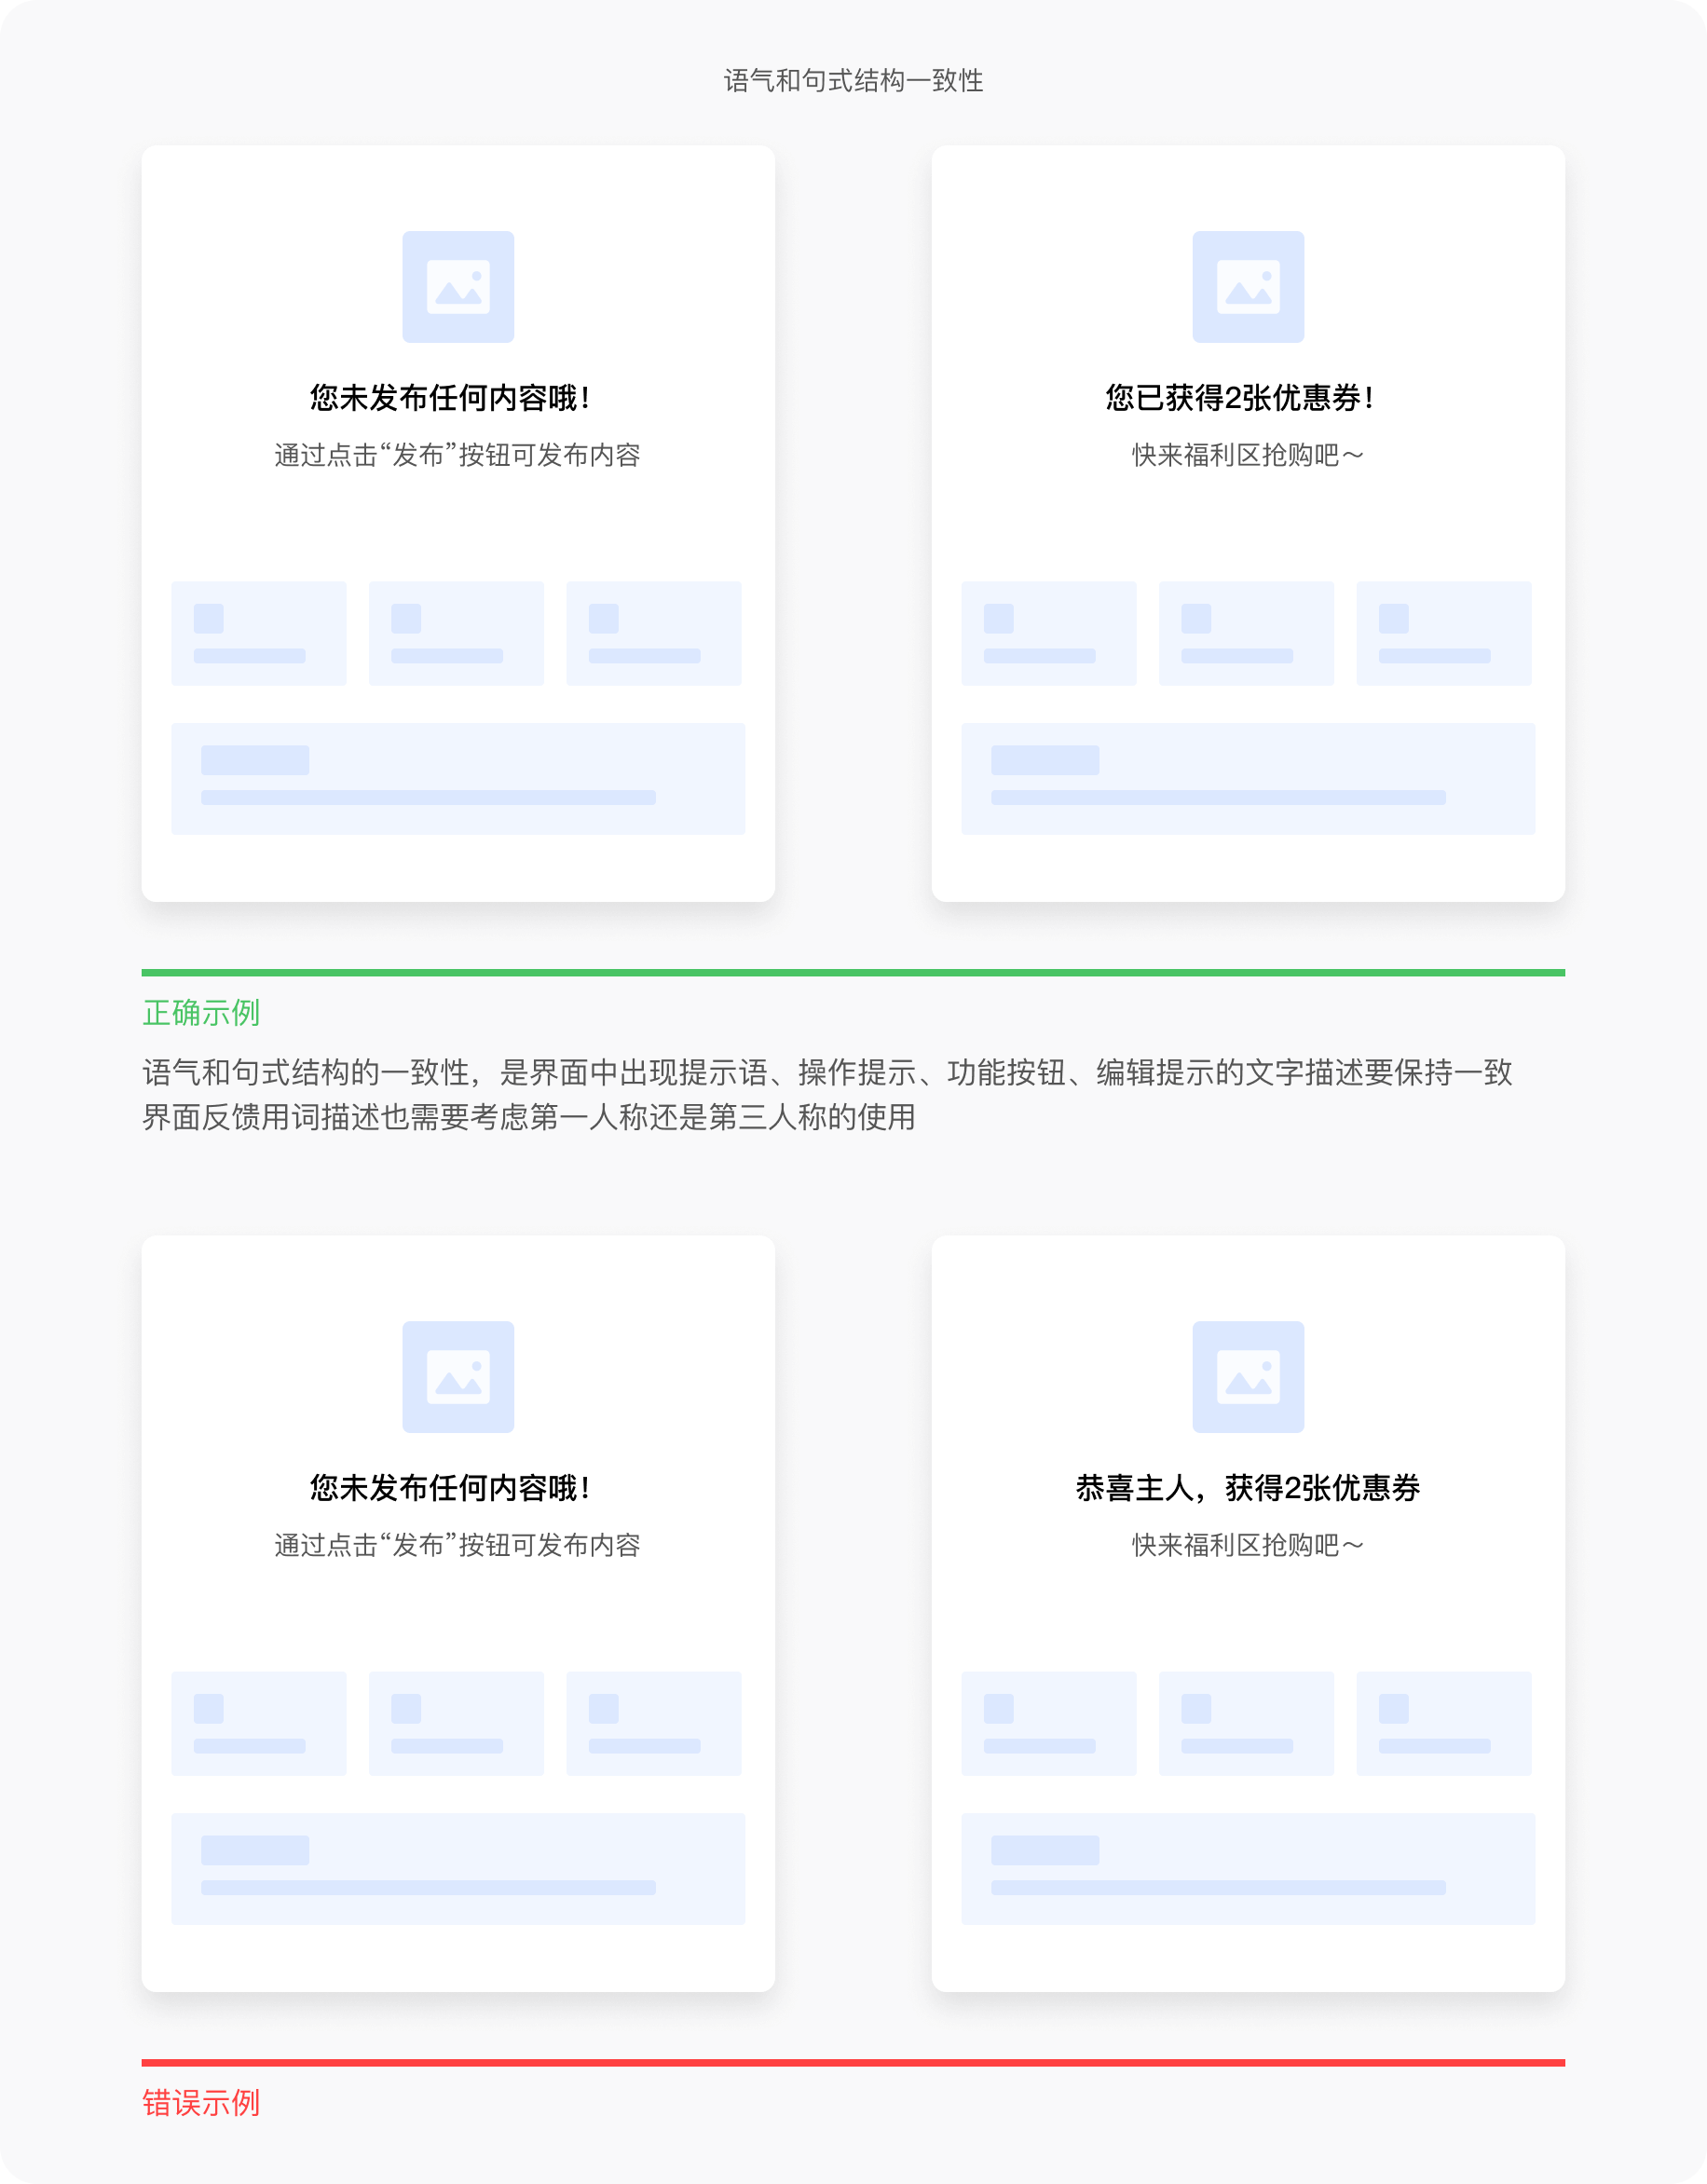 语气和句式结构一致性
您未发布任何内容哦！
通过点击“发布”按钮可发布内容
您已获得2张优惠券！
快来福利区抢购吧～
正确示例
语气和句式结构的一致性，是界面中出现提示语、操作提示、功能按钮、编辑提示的文字描述要保持一致
界面反馈用词描述也需要考虑第一人称还是第三人称的使用
您未发布任何内容哦！
通过点击“发布”按钮可发布内容
恭喜主人，获得2张优惠券
快来福利区抢购吧～
错误示例